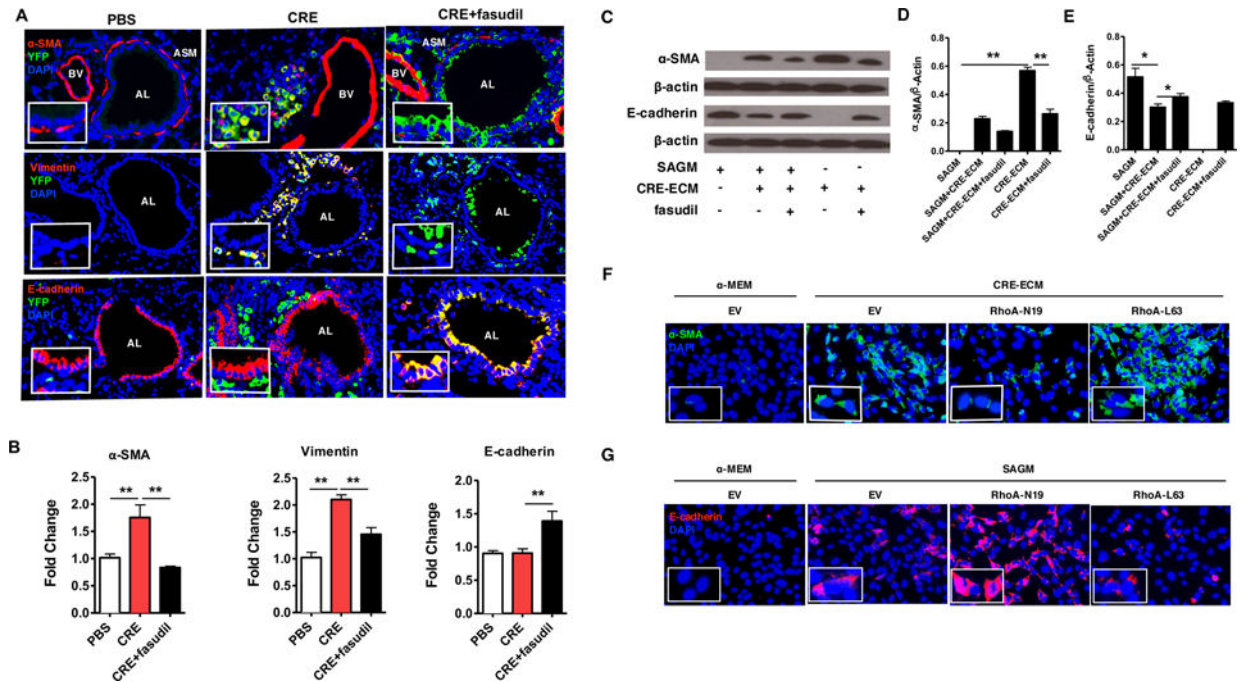 A
PBS
CRE
CRE+fasudil
α-SMA
YFP
DAPI
BV
ASM
AL
BV
ASM
BV
AL
Vimentin
YFP
DAPI
AL
AL
AL
E-cadherin
YFP
DAPI
AL
AL
AL
B
α-SMA
Vimentin
E-cadherin
Fold Change
2.5
2.0
1.5
1.0
0.5
0.0
**
**
PBS
CRE
CRE+fasudil
Fold Change
2.5
2.0
1.5
1.0
0.5
0.0
**
**
PBS
CRE
CRE+fasudil
Fold Change
2.0
1.5
1.0
0.5
0.0
**
PBS
CRE
CRE+fasudil
C
α-SMA
β-actin
E-cadherin
β-actin
SAGM + + + - -
CRE-ECM - + + + +
fasudil - - + - +
D
α-SMA/β-Actin
0.8
0.6
0.4
0.2
0.0
**
**
SAGM
SAGM+CRE-ECM
SAGM+CRE-ECM+fasudil
CRE-ECM
CRE-ECM+fasudil
E
E-cadherin/β-Actin
0.8
0.6
0.4
0.2
0.0
*
*
SAGM
SAGM+CRE-ECM
SAGM+CRE-ECM+fasudil
CRE-ECM
CRE-ECM+fasudil
F
α-MEM
CRE-ECM
EV
EV
RhoA-N19
RhoA-L63
α-SMA
DAPI
G
α-MEM
SAGM
EV
EV
RhoA-N19
RhoA-L63
E-cadherin
DAPI